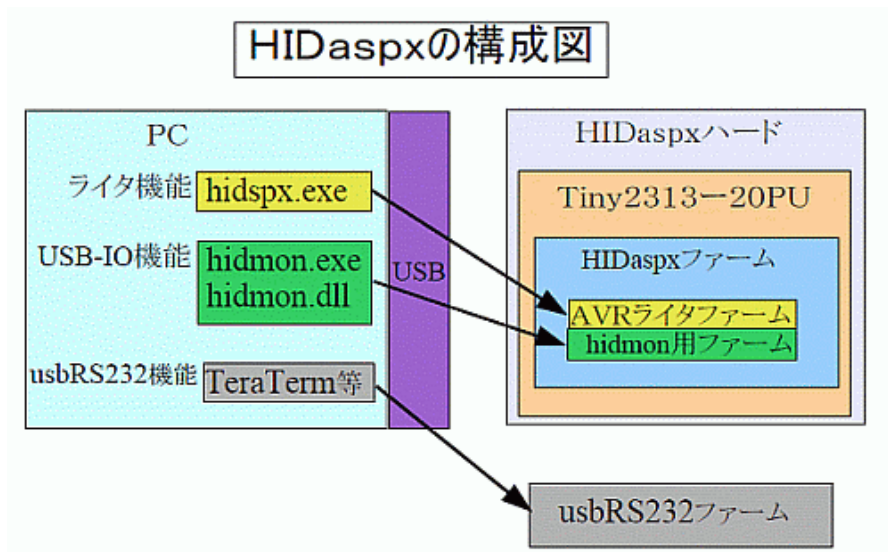 HIDaspxの構成図
PC
ライタ機能
hidspx.exe
USB-IO機能
hidmon.exe
hidmon.dll
usbRS232機能
TeraTerm等
USB
HIDaspxハード
Tiny2313ー20PU
HIDaspxファーム
AVRライタファーム
hidmon用ファーム
usbRS232ファーム